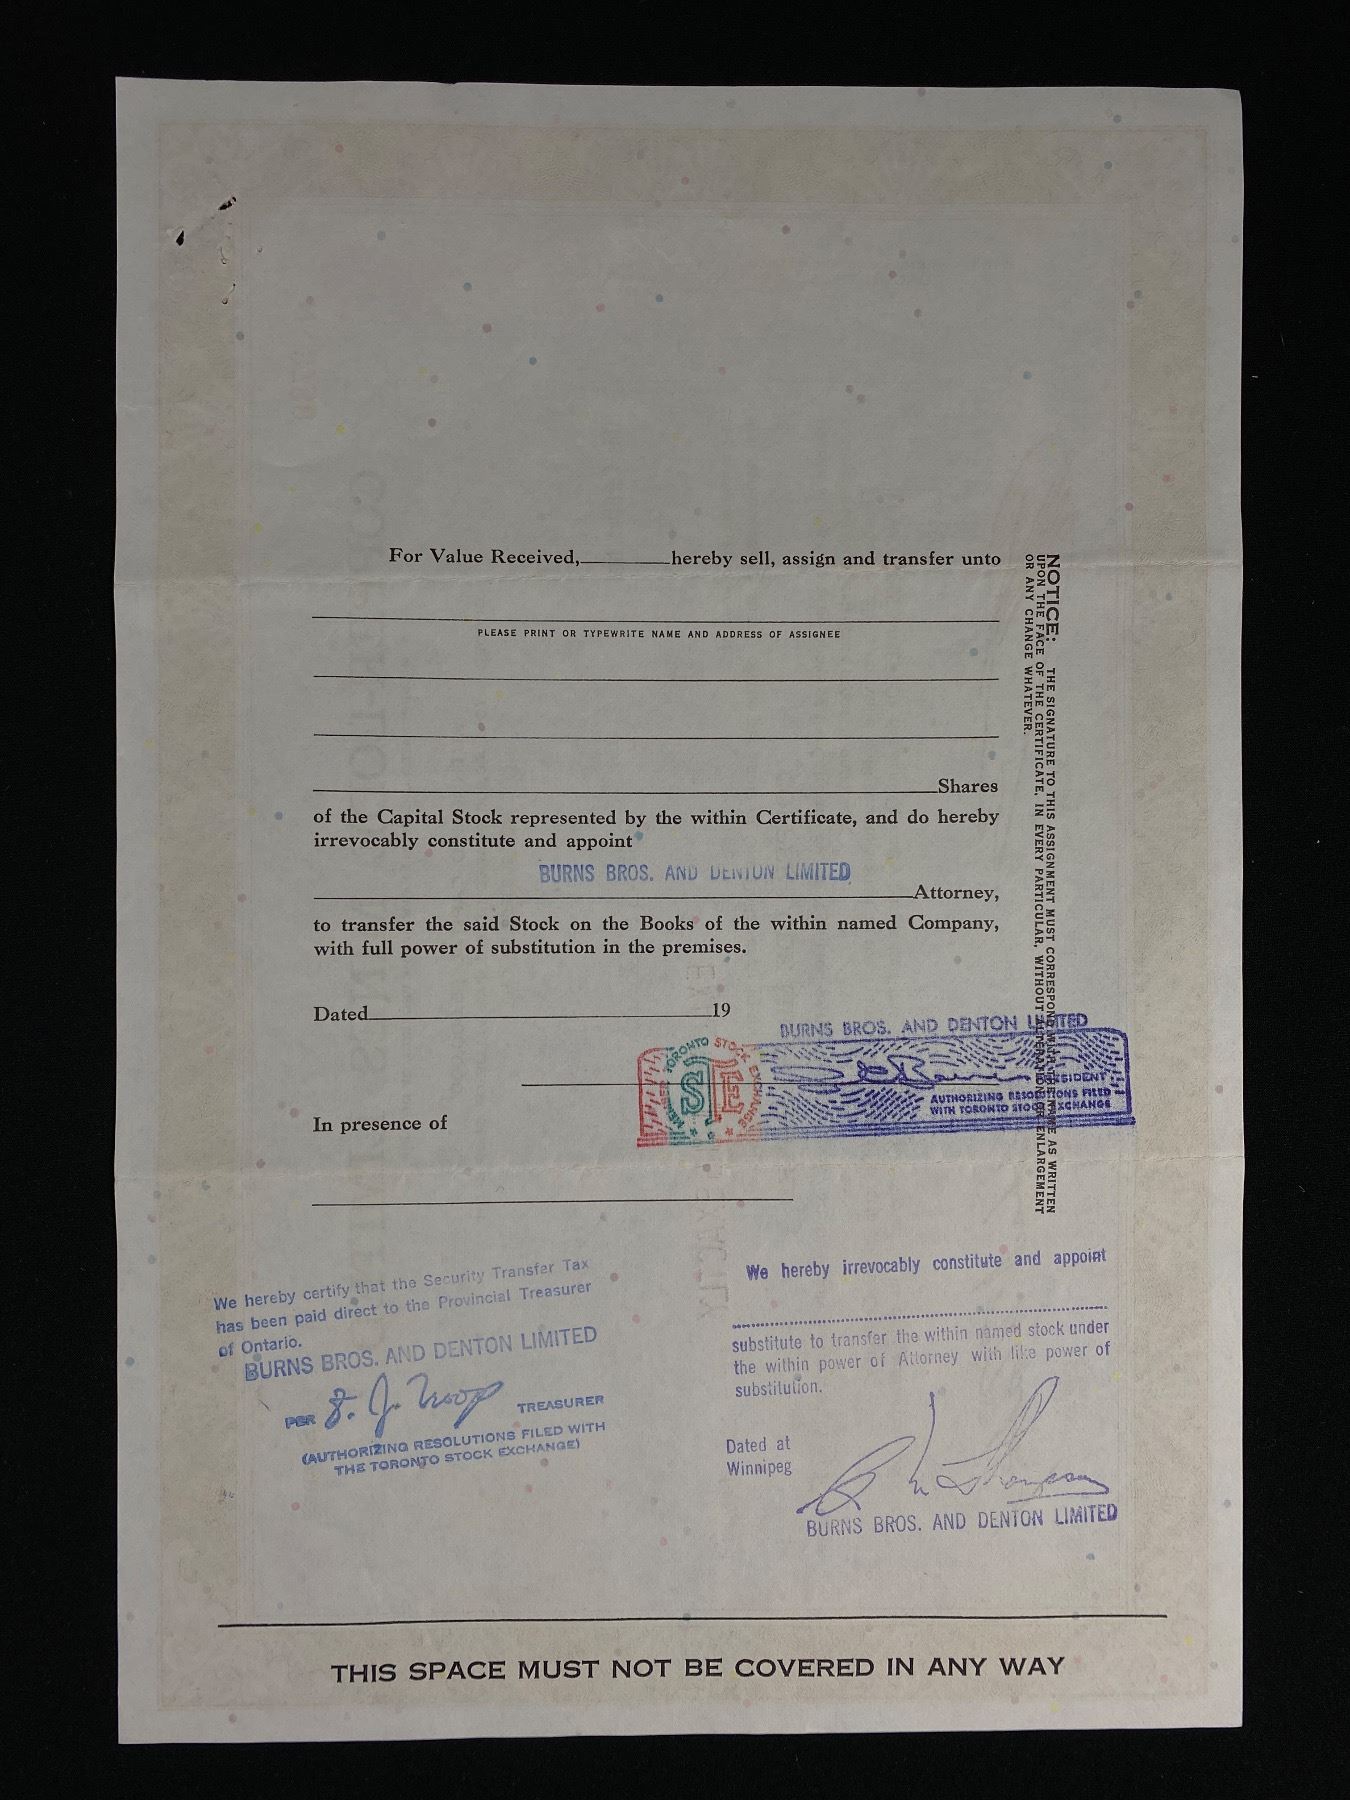 For Value Received, hereby sell, assign and transfer unto
PLEASE PRINT OR TYPEWRITE NAME AND ADDRESS OF ASSIGNEE
Shares
of the Capital Stock represented by the within Certificate, and do hereby
irrevocably constitute and appoint
BURNS BROS. AND DENTON LIMITED
Attorney,
to transfer the said Stock on the Books of the within named Company,
with full power of substitution in the premises.
Dated 19
BURNS BROS. AND DENTON LIMITED
MEMBER TORONTO STOCK EXCHANGE
TSE
PRESIDENT
AUTHORIZING RESOLUTIONS FILED
WITH TORONTO STOCK EXCHANGE
In presence of
NOTICE: THE SIGNATURE TO THIS ASSIGNMENT MUST CORRESPOND WITH THE NAME AS WRITTEN
UPON THE FACE OF THE CERTIFICATE, IN EVERY PARTICULAR, WITHOUT ALTERATION OR ENLARGEMENT
OR ANY CHANGE WHATEVER.
We hereby certify that the Security Transfer Tax
has been paid direct to the Provincial Treasurer
of Ontario.
BURNS BROS. AND DENTON LIMITED
PER F. J. Troop TREASURER
(AUTHORIZING RESOLUTIONS FILED WITH
THE TORONTO STOCK EXCHANGE)
We hereby irrevocably constitute and appoint
substitute to transfer the within named stock under
the within power of Attorney with like power of
substitution.
Dated at
Winnipeg
Thompson
BURNS BROS. AND DENTON LIMITED
THIS SPACE MUST NOT BE COVERED IN ANY WAY